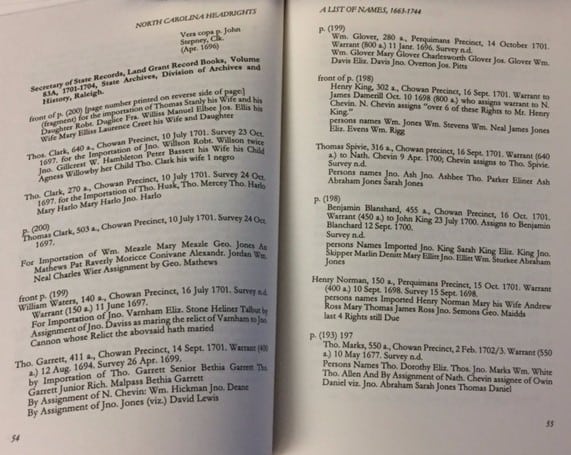 NORTH CAROLINA HEADRIGHTS
Vera copa p. John
Stepney, Clk.
(Apr. 1696)
Secretary of State Records, Land Grant Record Books, Volume
83A, 1701-1704, State Archives, Division of Archives and
History, Raleigh.
front of p. (200) [page number printed on reverse side of page]
(fragment) for the importation of Thomas Stanly his Wife and his
Daughter Robt. Duglice Fra. Williss Manuel Elboe Jos. Ellis his
Wife Mary Elliss Laurence Creet his Wife and Daughter
Tho. Clark, 640 a., Chowan Precinct, 10 July 1701. Survey 23 Oct.
1697. for the Importation of Jno. Willson Robt. Wilson twice
Jno. Gillcrest W. Hambleton Peter Bassett his Wife his Child
Agness Willowby her Child Tho. Clark his wife 1 negro
Tho. Clark, 270 a., Chowan Precinct, 10 July 1701. Survey 24 Oct.
1697. for the Importation of Tho. Husk, Tho. Mercey Tho. Harlo
Mary Harlo Mary Harlo Jno. Harlo
p. (200)
Thomas Clark, 503 a., Chowan Precinct, 10 July 1701. Survey 24 Oct.
1697.
For Importation of Wm. Meazle Mary Meazle Geo. Jones An
Mathews Pat Raverly Moricce Conivane Alexandr. Jordan Wm.
Neal Charles Wier Assignment by Geo. Mathews
front p. (199)
William Waters, 140 a., Chowan Precinct, 16 July 1701. Survey n.d.
Warrant (150 a.) 11 June 1697.
For Importation of Jno. Varnham Eliz. Stone Heliner Talbut by
Assignment of Jno. Daviss as maring the relict of Varnham to Jno.
Cannon whose Relict the abovsaid hath maried
Tho. Garrett, 411 a., Chowan Precinct, 14 Sept. 1701. Warrant (400
a.) 12 Aug. 1694. Survey 26 Apr. 1699.
by Importation of Tho. Garrett Senior Bethia Garrett Tho.
Garrett Junior Rich. Malpass Bethia Garrett
By Assignment of N. Chevin: Wm. Hickman Jno. Deane
By Assignment of Jno. Jones (viz.) David Lewis
54
A LIST OF NAMES, 1663-1744
p. (199)
Wm. Glover, 280 a., Perquimans Precinct, 14 October 1701.
Warrant (800 a.) 11 Janr. 1696. Survey n.d.
Wm. Glover Mary Glover Charlesworth Glover Jos. Glover Wm.
Davis Eliz. Davis Jno. Overton Jos. Pitts
front of p. (198)
Henry King, 302 a., Chowan Precinct, 16 Sept. 1701. Warrant to
James Damerill Oct. 10 1698 (800 a.) who assigns warrant to N.
Chevin. N. Chevin assigns "over 6 of these Rights to Mr. Henry
King."
persons names Wm. Jones Wm. Stevens Wm. Neal James Jones
Eliz. Evens Wm. Rigg
Thomas Spivie, 316 a., Chowan precinct, 16 Sept. 1701. Warrant (640
a.) to Nath. Chevin 9 Apr. 1700; Chevin assigns to Tho. Spivie.
Survey n.d.
Persons names Jno. Ash Jno. Ashbee Tho. Parker Eliner Ash
Abraham Jones Sarah Jones
p. (198)
Benjamin Blanshard, 455 a., Chowan Precinct, 16 Oct. 1701.
Warrant (450 a.) to John King 23 July 1700. Assigns to Benjamin
Blanshard 12 Sept. 1700.
Survey n.d.
persons names Imported Jno. King Sarah King Eliz. King Jno.
Skipper Marlin Denitt Mary Elliit Jno. Ellitt Wm. Sturkee Abraham
Jones
Henry Norman, 150 a., Perquimans Precinct, 15 Oct. 1701. Warrant
(400 a.) 10 Sept. 1698. Survey 15 Sept. 1698.
persons names Imported Henry Norman Mary his Wife Andrew
Ross Mary Thomas James Ross Jno. Semons Geo. Maidds
last 4 Rights still Due
p. (193) 197
Tho. Marks, 550 a., Chowan Precinct, 2 Feb. 1702/3. Warrant (550
a.) 10 May 1677. Survey n.d.
Persons Names Tho. Dorothy Eliz. Thos. Jno. Marks Wm. White
Tho. Allen And By Assignment of Nath. Chevin assignee of Owin
Daniel viz. Jno. Abraham Sarah Jones Thomas Daniel
55